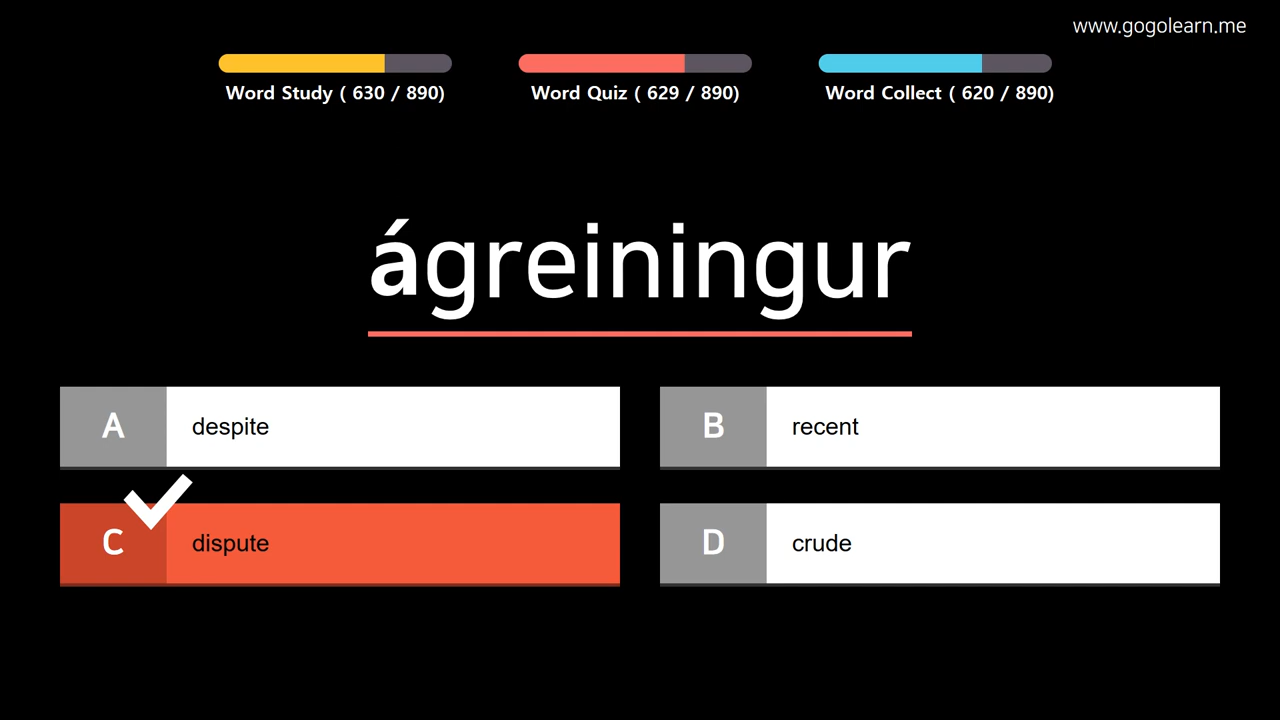 www.gogolearn.me
Word Study ( 630 / 890)
Word Quiz ( 629 / 890)
Word Collect ( 620 / 890)
ágreiningur
A despite
B recent
C dispute
D crude